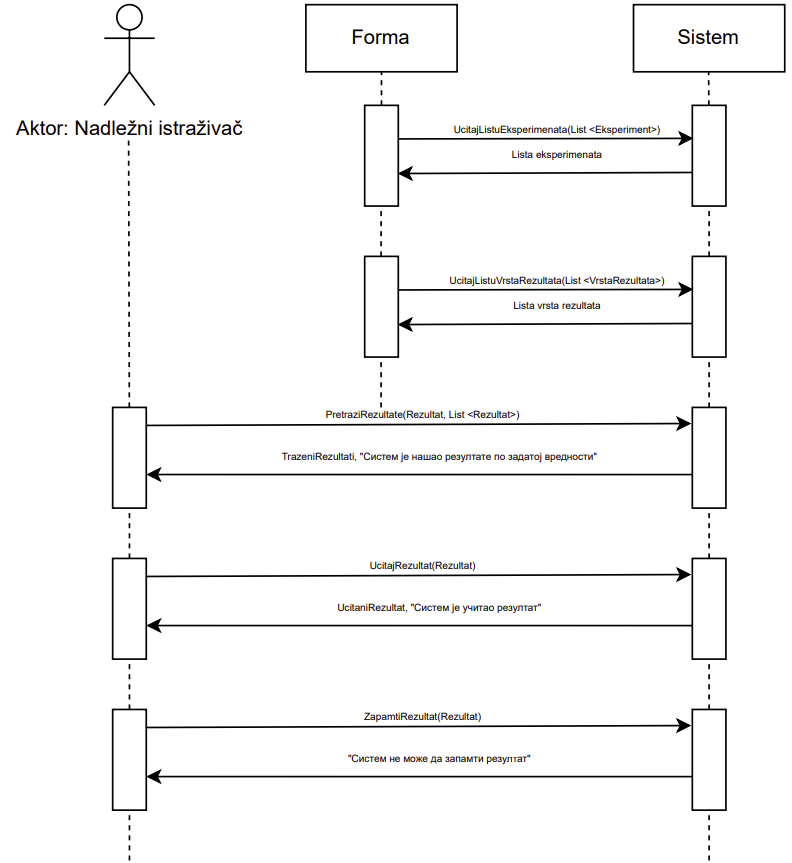 Forma
Sistem
Aktor: Nadležni istraživač
UcitajListuEksperimenata(List <Eksperiment>)
Lista eksperimenata
UcitajListuVrstaRezultata(List <VrstaRezultata>)
Lista vrsta rezultata
PretraziRezultate(Rezultat, List <Rezultat>)
TrazeniRezultati, "Систем је нашао резултате по задатој вредности"
UcitajRezultat(Rezultat)
UcitaniRezultat, "Систем је учитао резултат"
ZapamtiRezultat(Rezultat)
"Систем не може да запамти резултат"